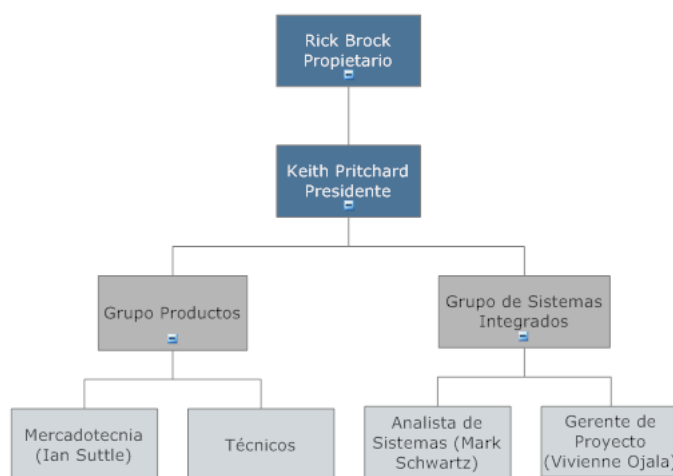 Rick Brock
Propietario
Keith Pritchard
Presidente
Grupo Productos
Grupo de Sistemas
Integrados
Mercadotecnia
(Ian Suttle)
Técnicos
Analista de
Sistemas (Mark
Schwartz)
Gerente de
Proyecto
(Vivienne Ojala)